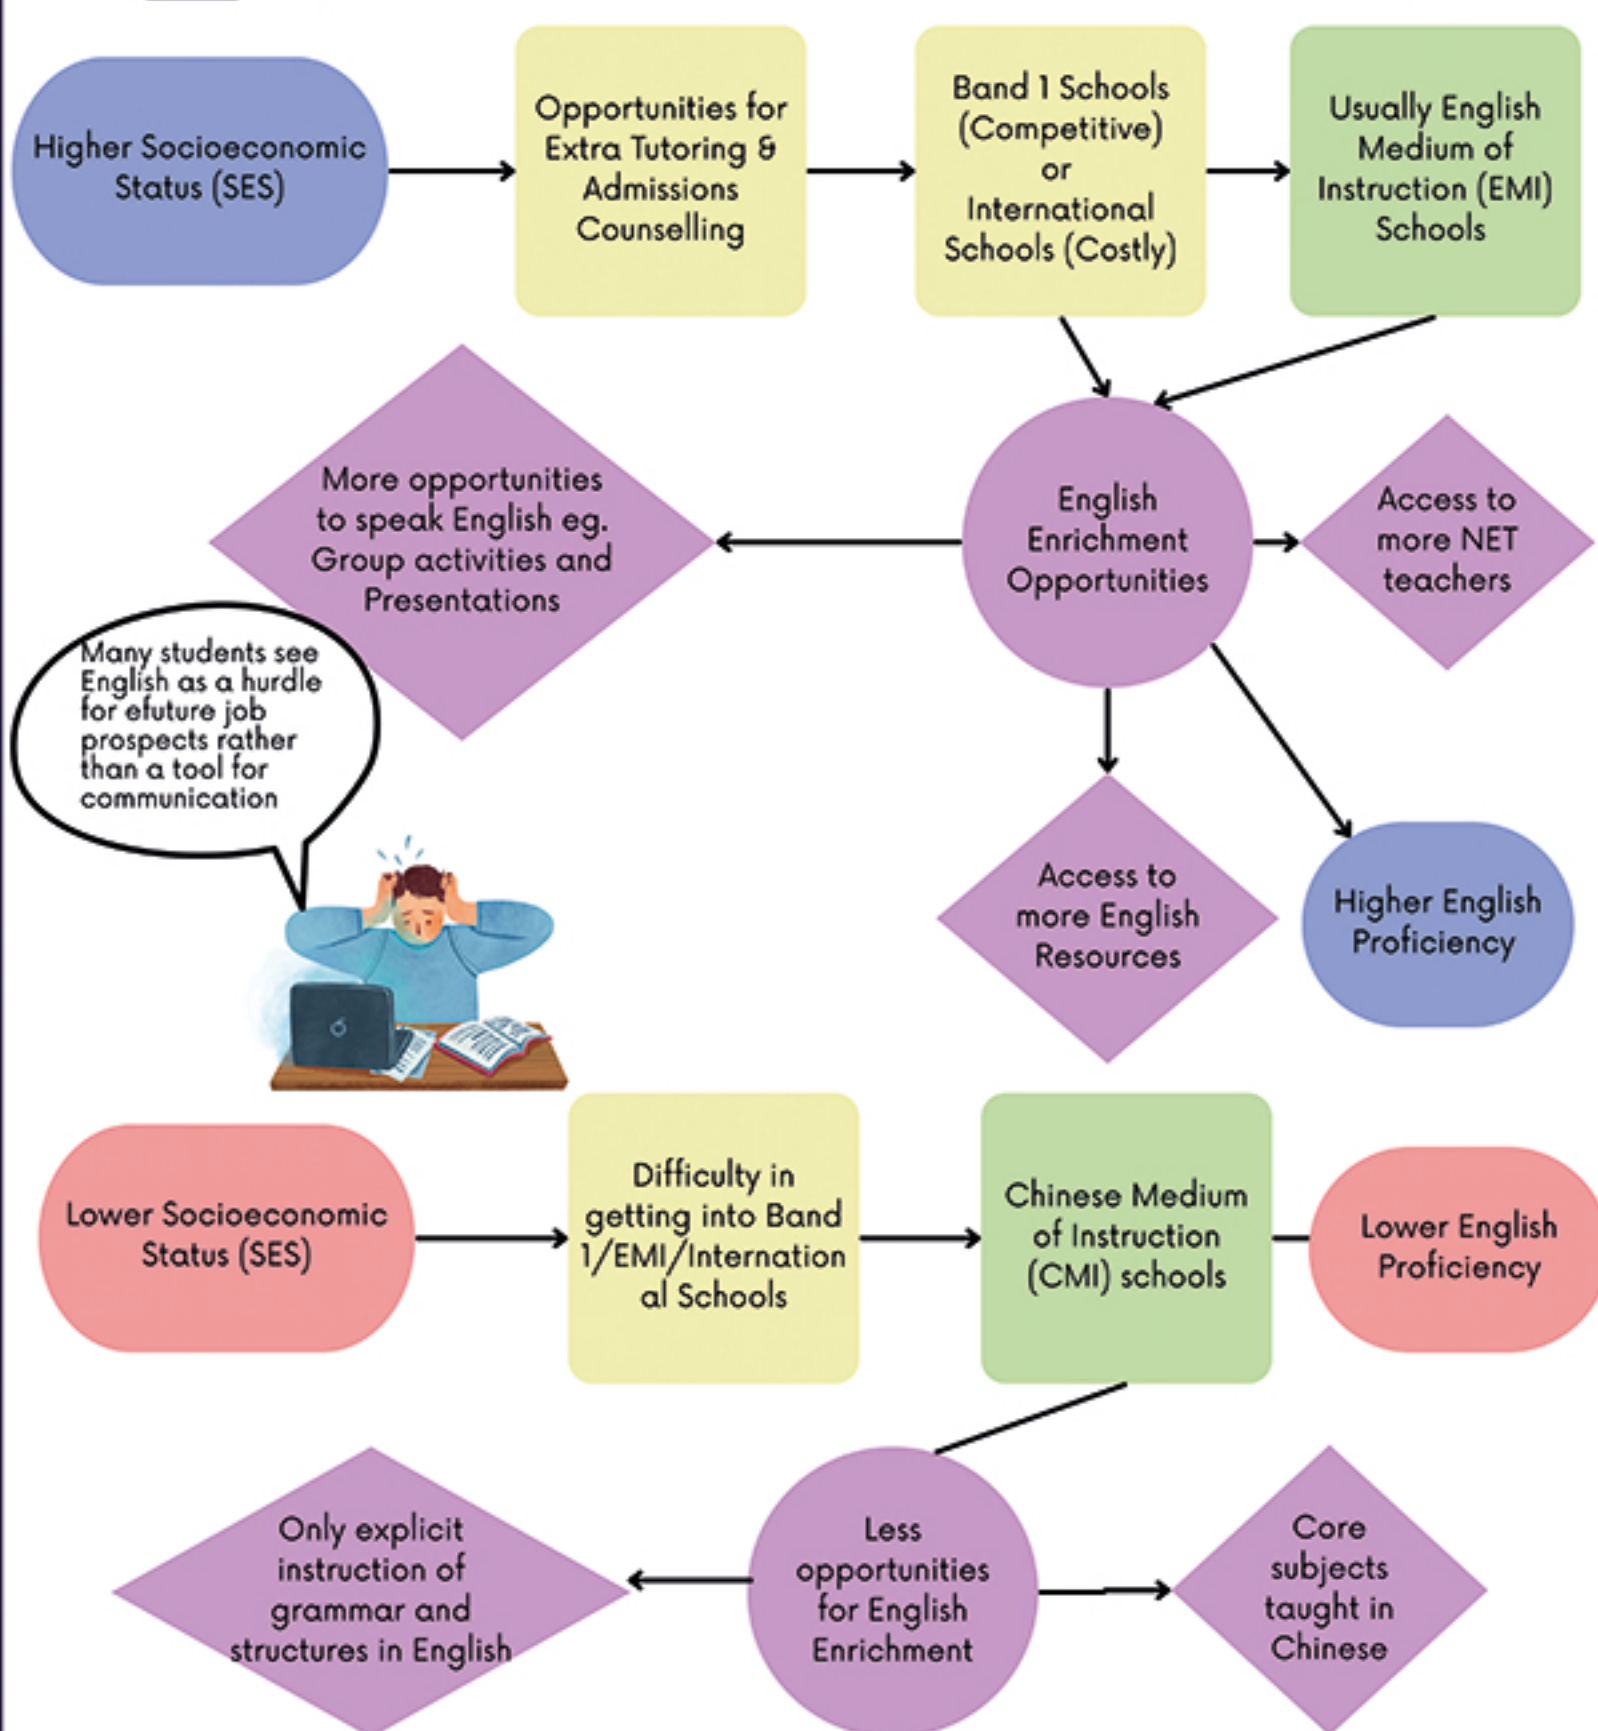 Higher Socioeconomic
Status (SES)
Opportunities for
Extra Tutoring &
Admissions
Counselling
Band 1 Schools
(Competitive)
or
International
Schools (Costly)
Usually English
Medium of
Instruction (EMI)
Schools
More opportunities
to speak English eg.
Group activities and
Presentations
English
Enrichment
Opportunities
Access to
more NET
teachers
Many students see
English as a hurdle
for efuture job
prospects rather
than a tool for
communication
Access to
more English
Resources
Higher English
Proficiency
Lower Socioeconomic
Status (SES)
Difficulty in
getting into Band
1/EMI/Internation
al Schools
Chinese Medium
of Instruction
(CMI) schools
Lower English
Proficiency
Only explicit
instruction of
grammar and
structures in English
Less
opportunities
for English
Enrichment
Core
subjects
taught in
Chinese